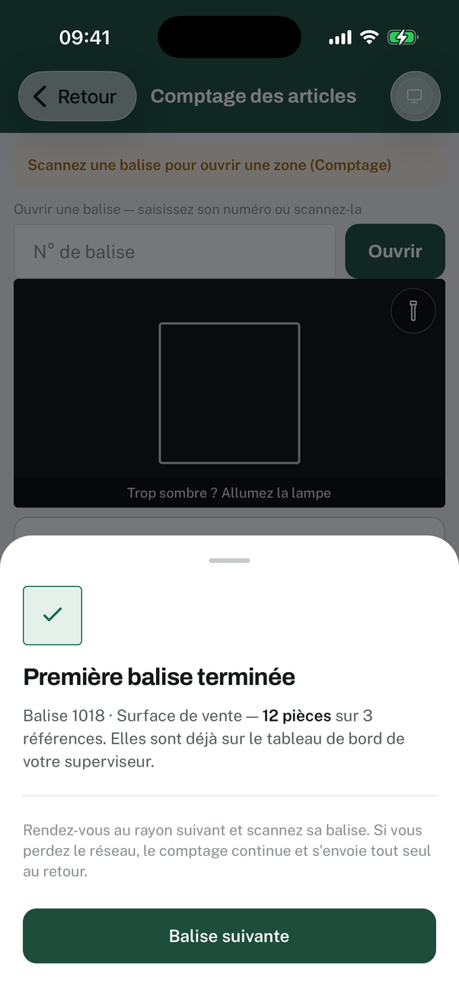 09:41
Retour
Comptage des articles
Scannez une balise pour ouvrir une zone (Comptage)
Ouvrir une balise — saisissez son numéro ou scannez-la
N° de balise
Ouvrir
Trop sombre ? Allumez la lampe
Première balise terminée
Balise 1018 · Surface de vente — 12 pièces sur 3
références. Elles sont déjà sur le tableau de bord de
votre superviseur.
Rendez-vous au rayon suivant et scannez sa balise. Si vous
perdez le réseau, le comptage continue et s'envoie tout seul
au retour.
Balise suivante